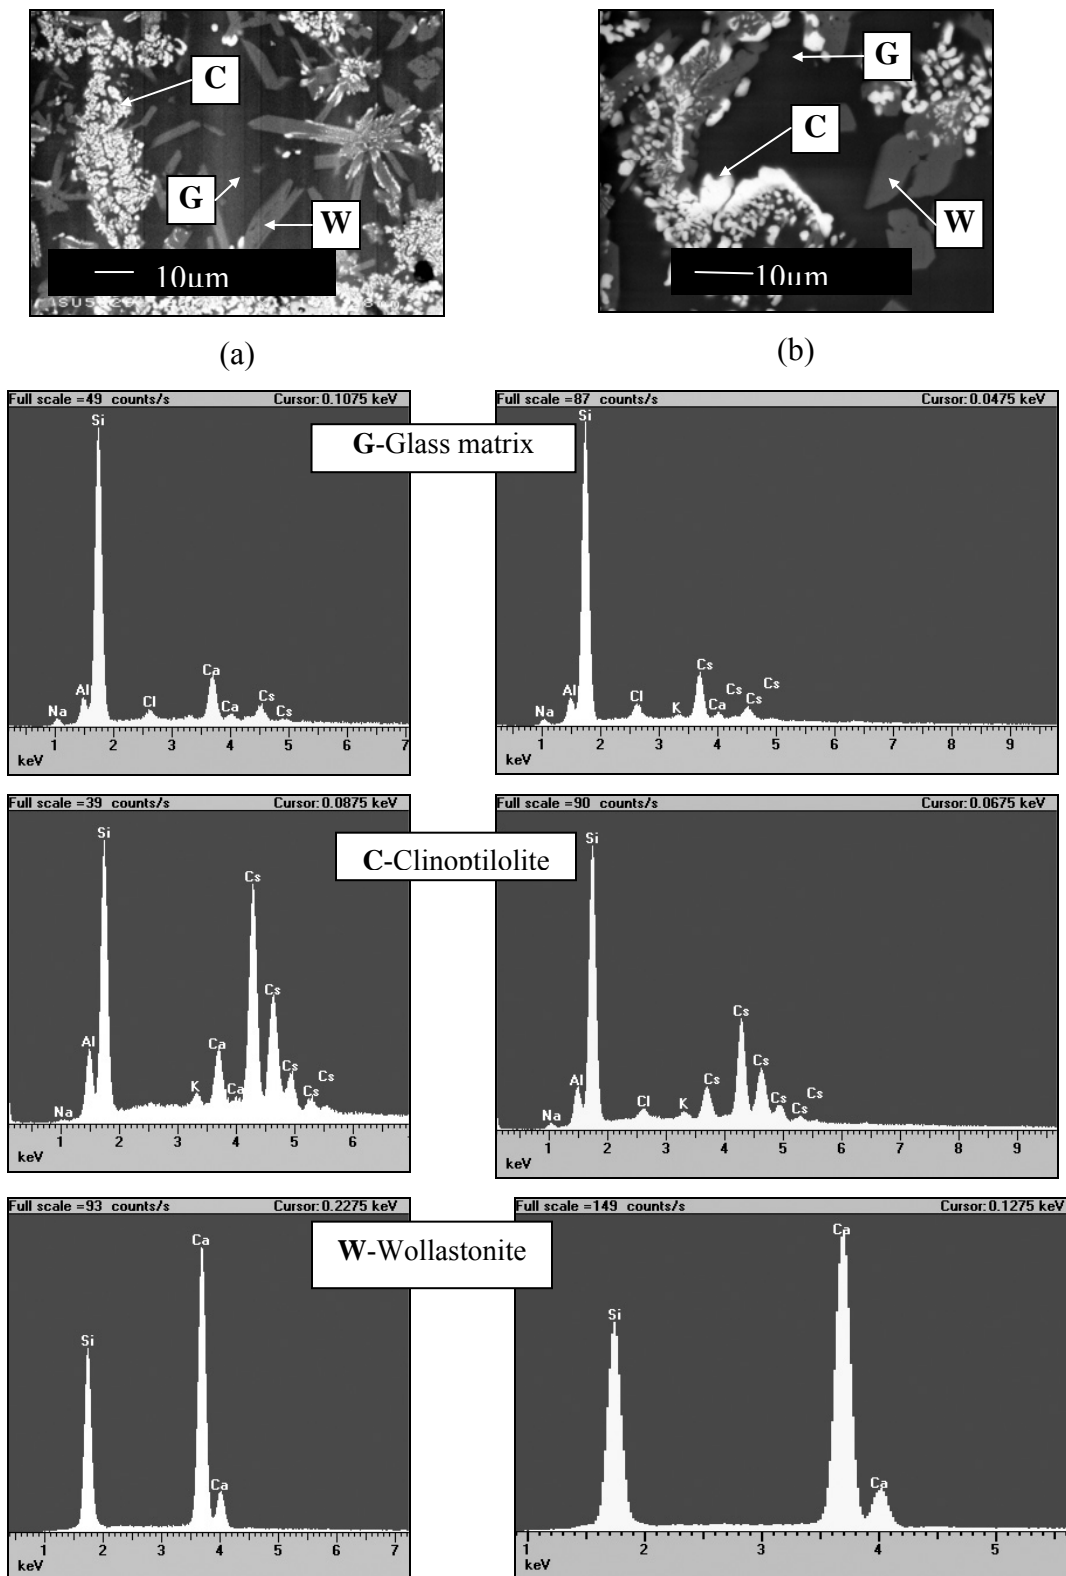 C
G
W
10μm
(a)
G
C
W
10μm
(b)
G-Glass matrix
Full scale =49 counts/s Cursor: 0.1075 keV
Si
Al
Na
Cl
Ca
Ca
Cs
Cs
1 2 3 4 5 6 7
keV
Full scale =87 counts/s Cursor: 0.0475 keV
Si
Al
Na
Cl
K
Cs
Ca
Cs
Cs
Cs
1 2 3 4 5 6 7 8 9
keV
C-Clinoptilolite
Full scale =39 counts/s Cursor: 0.0875 keV
Si
Al
Na
K
Ca
Ca
Cs
Cs
Cs
Cs
Cs
1 2 3 4 5 6
keV
Full scale =90 counts/s Cursor: 0.0675 keV
Si
Al
Na
Cl
K
Cs
Cs
Cs
Cs
Cs
Cs
1 2 3 4 5 6 7 8 9
keV
W-Wollastonite
Full scale =93 counts/s Cursor: 0.2275 keV
Si
Ca
Ca
1 2 3 4 5 6 7
keV
Full scale =149 counts/s Cursor: 0.1275 keV
Si
Ca
Ca
1 2 3 4 5
keV